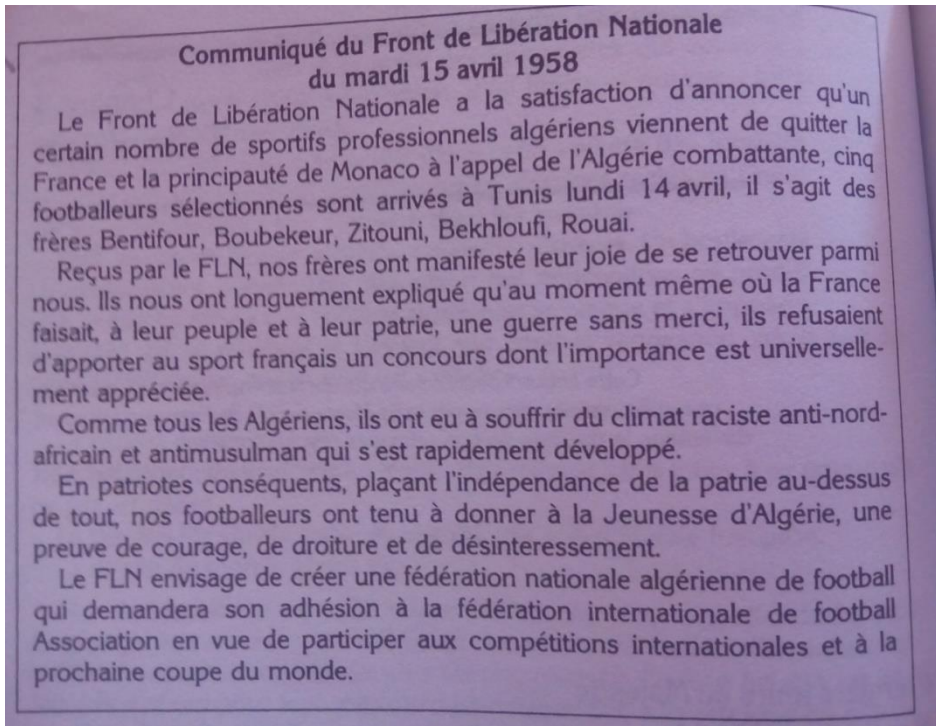 Communiqué du Front de Libération Nationale
du mardi 15 avril 1958
Le Front de Libération Nationale a la satisfaction d'annoncer qu'un
certain nombre de sportifs professionnels algériens viennent de quitter la
France et la principauté de Monaco à l'appel de l'Algérie combattante, cinq
footballeurs sélectionnés sont arrivés à Tunis lundi 14 avril, il s'agit des
frères Bentifour, Boubekeur, Zitouni, Bekhloufi, Rouai.
Reçus par le FLN, nos frères ont manifesté leur joie de se retrouver parmi
nous. Ils nous ont longuement expliqué qu'au moment même où la France
faisait, à leur peuple et à leur patrie, une guerre sans merci, ils refusaient
d'apporter au sport français un concours dont l'importance est universelle-
ment appréciée.
Comme tous les Algériens, ils ont eu à souffrir du climat raciste anti-nord-
africain et antimusulman qui s'est rapidement développé.
En patriotes conséquents, plaçant l'indépendance de la patrie au-dessus
de tout, nos footballeurs ont tenu à donner à la Jeunesse d'Algérie, une
preuve de courage, de droiture et de désinteressement.
Le FLN envisage de créer une fédération nationale algérienne de football
qui demandera son adhésion à la fédération internationale de football
Association en vue de participer aux compétitions internationales et à la
prochaine coupe du monde.